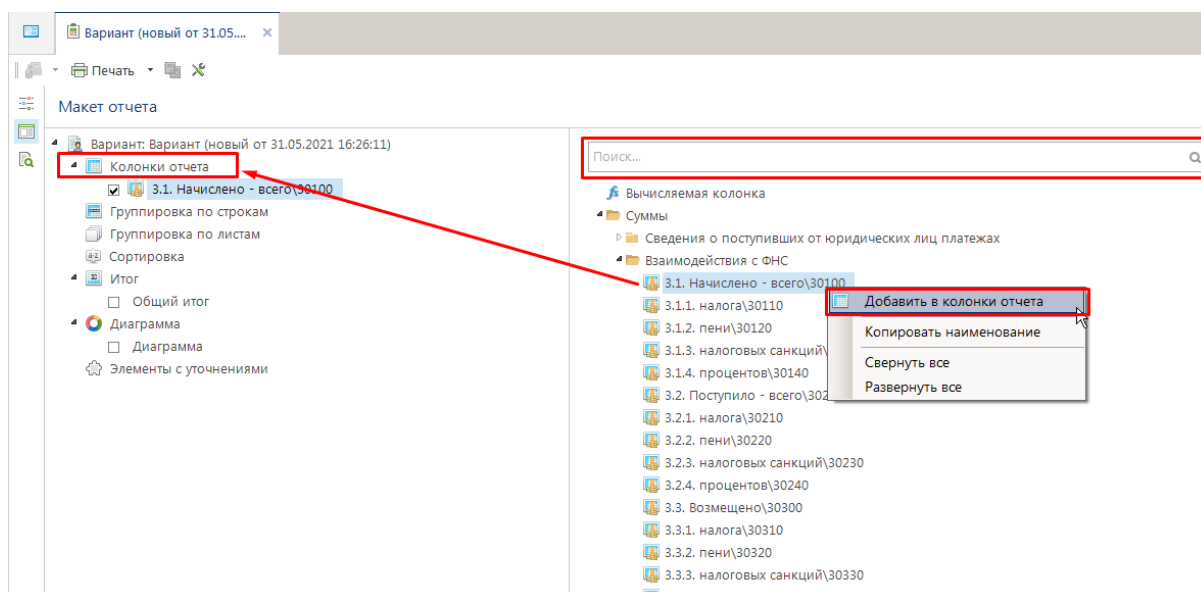 Вариант (новый от 31.05....
Печать
Макет отчета
Вариант: Вариант (новый от 31.05.2021 16:26:11)
Колонки отчета
3.1. Начислено - всего\30100
Группировка по строкам
Группировка по листам
Сортировка
Итог
Общий итог
Диаграмма
Диаграмма
Элементы с уточнениями
Поиск...
Вычисляемая колонка
Суммы
Сведения о поступивших от юридических лиц платежах
Взаимодействия с ФНС
3.1. Начислено - всего\30100
3.1.1. налога\30110
3.1.2. пени\30120
3.1.3. налоговых санкций\
3.1.4. процентов\30140
3.2. Поступило - всего\302
3.2.1. налога\30210
3.2.2. пени\30220
3.2.3. налоговых санкций\30230
3.2.4. процентов\30240
3.3. Возмещено\30300
3.3.1. налога\30310
3.3.2. пени\30320
3.3.3. налоговых санкций\30330
Добавить в колонки отчета
Копировать наименование
Свернуть все
Развернуть все